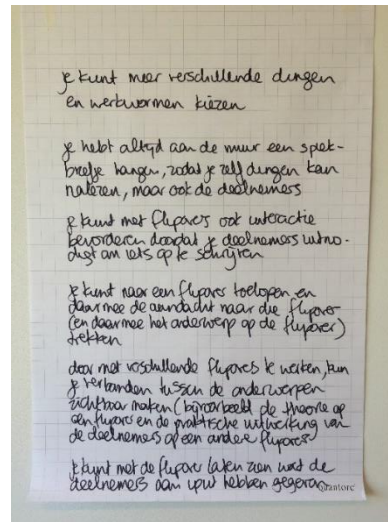 je kunt meer verschillende dingen
en werkvormen kiezen
je hebt altijd aan de muur een spiek-
briefje hangen, zodat je zelf dingen kan
nalezen, maar ook de deelnemers
je kunt met flipovers ook interactie
bevorderen doordat je deelnemers uitno-
digt om iets op te schrijven
je kunt naar een flipover toelopen en
daarmee de aandacht naar die flipover
(en daarmee het onderwerp op de flipover)
trekken
door met verschillende flipovers te werken, kun
je verbanden tussen de onderwerpen
zichtbaar maken (bijvoorbeeld de theorie op
een flipover en de praktische uitwerking van
de deelnemers op een andere flipover)
je kunt met de flipover laten zien wat de
deelnemers aan input hebben gegeven